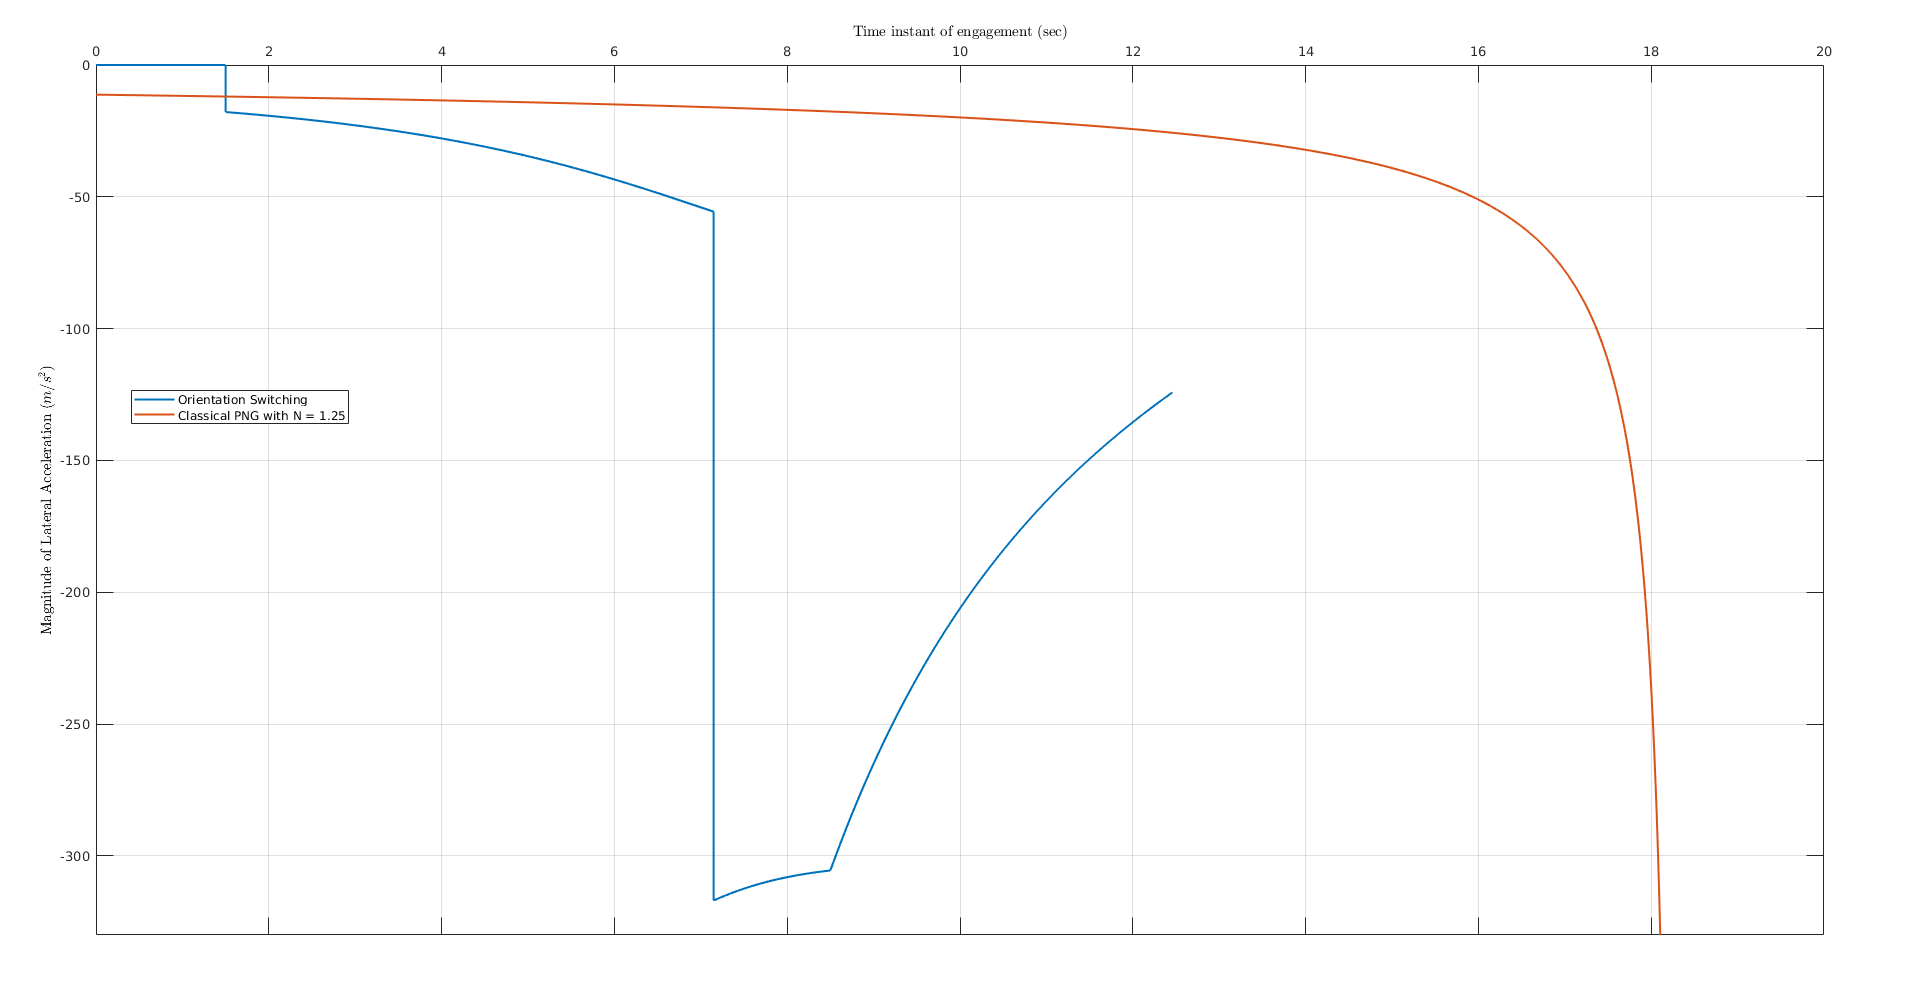 Time instant of engagement (sec)
0 2 4 6 8 10 12 14 16 18 20
0
-50
-100
-150
-200
-250
-300
Magnitude of Lateral Acceleration (m/s²)
Orientation Switching
Classical PNG with N = 1.25